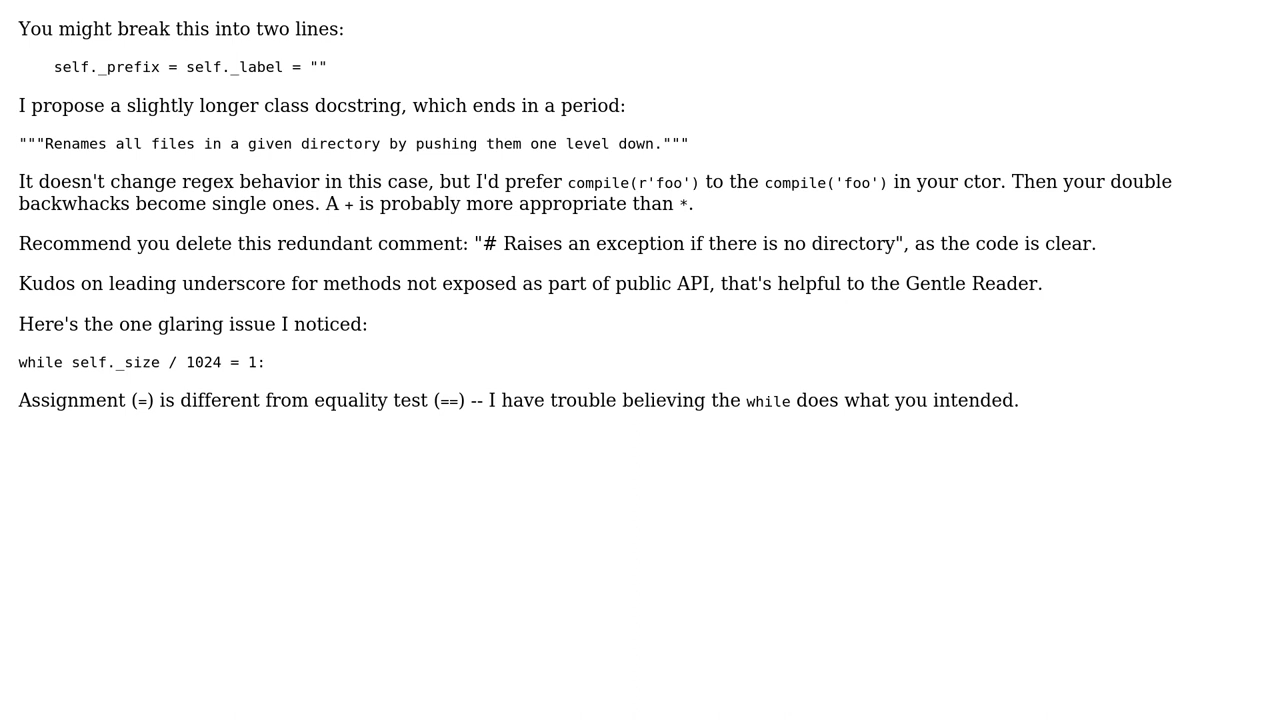 You might break this into two lines:
self._prefix = self._label = ""
I propose a slightly longer class docstring, which ends in a period:
"""Renames all files in a given directory by pushing them one level down."""
It doesn't change regex behavior in this case, but I'd prefer compile(r'foo') to the compile('foo') in your ctor. Then your double
backwhacks become single ones. A + is probably more appropriate than *.
Recommend you delete this redundant comment: "# Raises an exception if there is no directory", as the code is clear.
Kudos on leading underscore for methods not exposed as part of public API, that's helpful to the Gentle Reader.
Here's the one glaring issue I noticed:
while self._size / 1024 = 1:
Assignment (=) is different from equality test (==) -- I have trouble believing the while does what you intended.